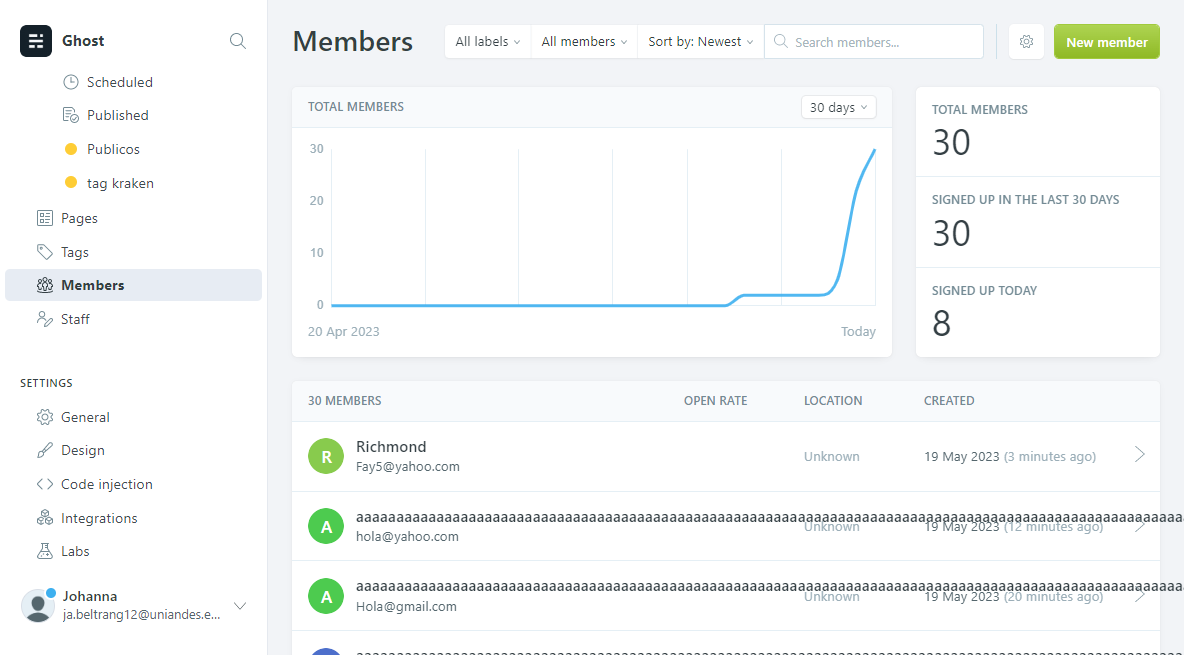 Ghost
Scheduled
Published
Publicos
tag kraken
Pages
Tags
Members
Staff
SETTINGS
General
Design
Code injection
Integrations
Labs
Johanna
ja.beltrang12@uniandes.e...
Members
All labels
All members
Sort by: Newest
Search members...
New member
TOTAL MEMBERS
30 days
30
20
10
0
20 Apr 2023
Today
TOTAL MEMBERS
30
SIGNED UP IN THE LAST 30 DAYS
30
SIGNED UP TODAY
8
30 MEMBERS
OPEN RATE
LOCATION
CREATED
R
Richmond
Fay5@yahoo.com
Unknown
19 May 2023 (3 minutes ago)
A
hola@yahoo.com
Unknown
19 May 2023 (12 minutes ago)
A
Hola@gmail.com
Unknown
19 May 2023 (20 minutes ago)